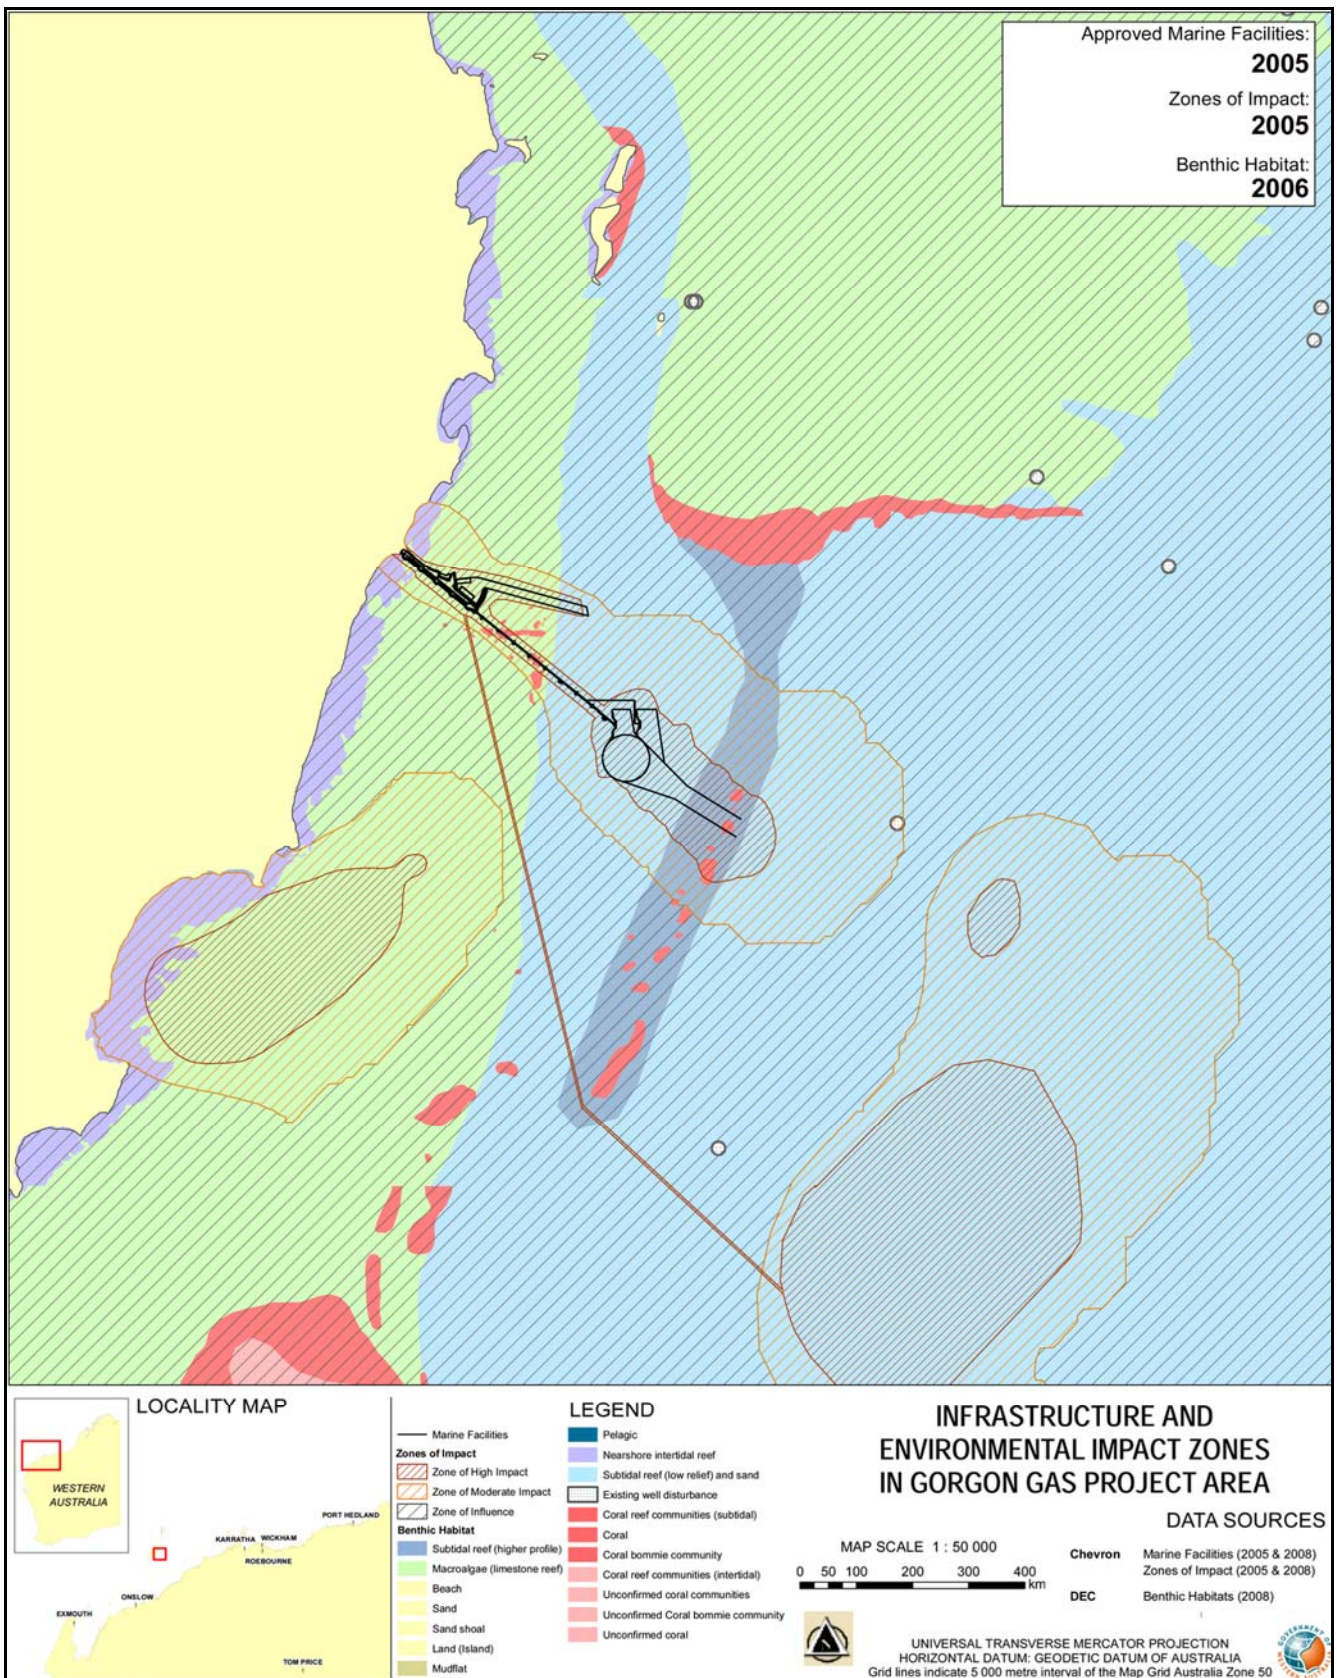 Approved Marine Facilities:
2005
Zones of Impact:
2005
Benthic Habitat:
2006
LOCALITY MAP
WESTERN
AUSTRALIA
PORT HEDLAND
KARRATHA
WICKHAM
ROEBOURNE
ONSLOW
EXMOUTH
TOM PRICE
LEGEND
Marine Facilities
Zones of Impact
Zone of High Impact
Zone of Moderate Impact
Zone of Influence
Benthic Habitat
Subtidal reef (higher profile)
Macroalgae (limestone reef)
Beach
Sand
Sand shoal
Land (Island)
Mudflat
Pelagic
Nearshore intertidal reef
Subtidal reef (low relief) and sand
Existing well disturbance
Coral reef communities (subtidal)
Coral
Coral bommie community
Coral reef communities (intertidal)
Unconfirmed coral communities
Unconfirmed Coral bommie community
Unconfirmed coral
INFRASTRUCTURE AND
ENVIRONMENTAL IMPACT ZONES
IN GORGON GAS PROJECT AREA
DATA SOURCES
MAP SCALE 1 : 50 000
0 50 100 200 300 400
km
Chevron Marine Facilities (2005 & 2008)
Zones of Impact (2005 & 2008)
DEC Benthic Habitats (2008)
UNIVERSAL TRANSVERSE MERCATOR PROJECTION
HORIZONTAL DATUM: GEODETIC DATUM OF AUSTRALIA
Grid lines indicate 5 000 metre interval of the Map Grid Australia Zone 50
GOVERNMENT OF
WESTERN AUSTRALIA